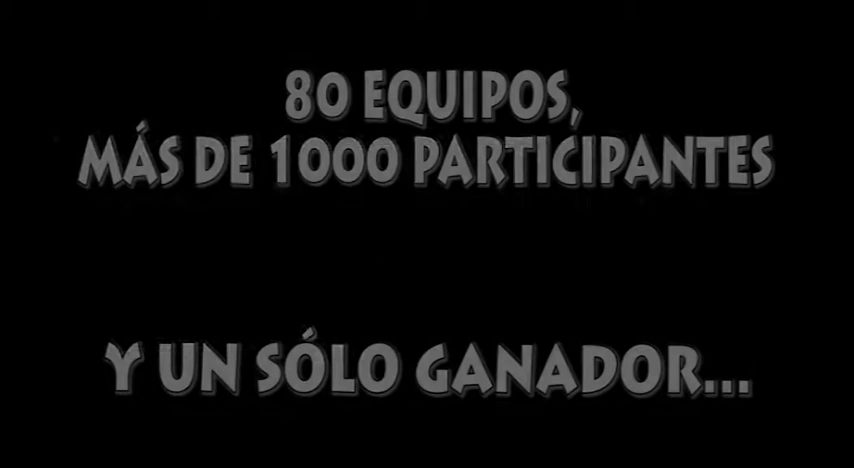 80 EQUIPOS,
MÁS DE 1000 PARTICIPANTES
Y UN SÓLO GANADOR...